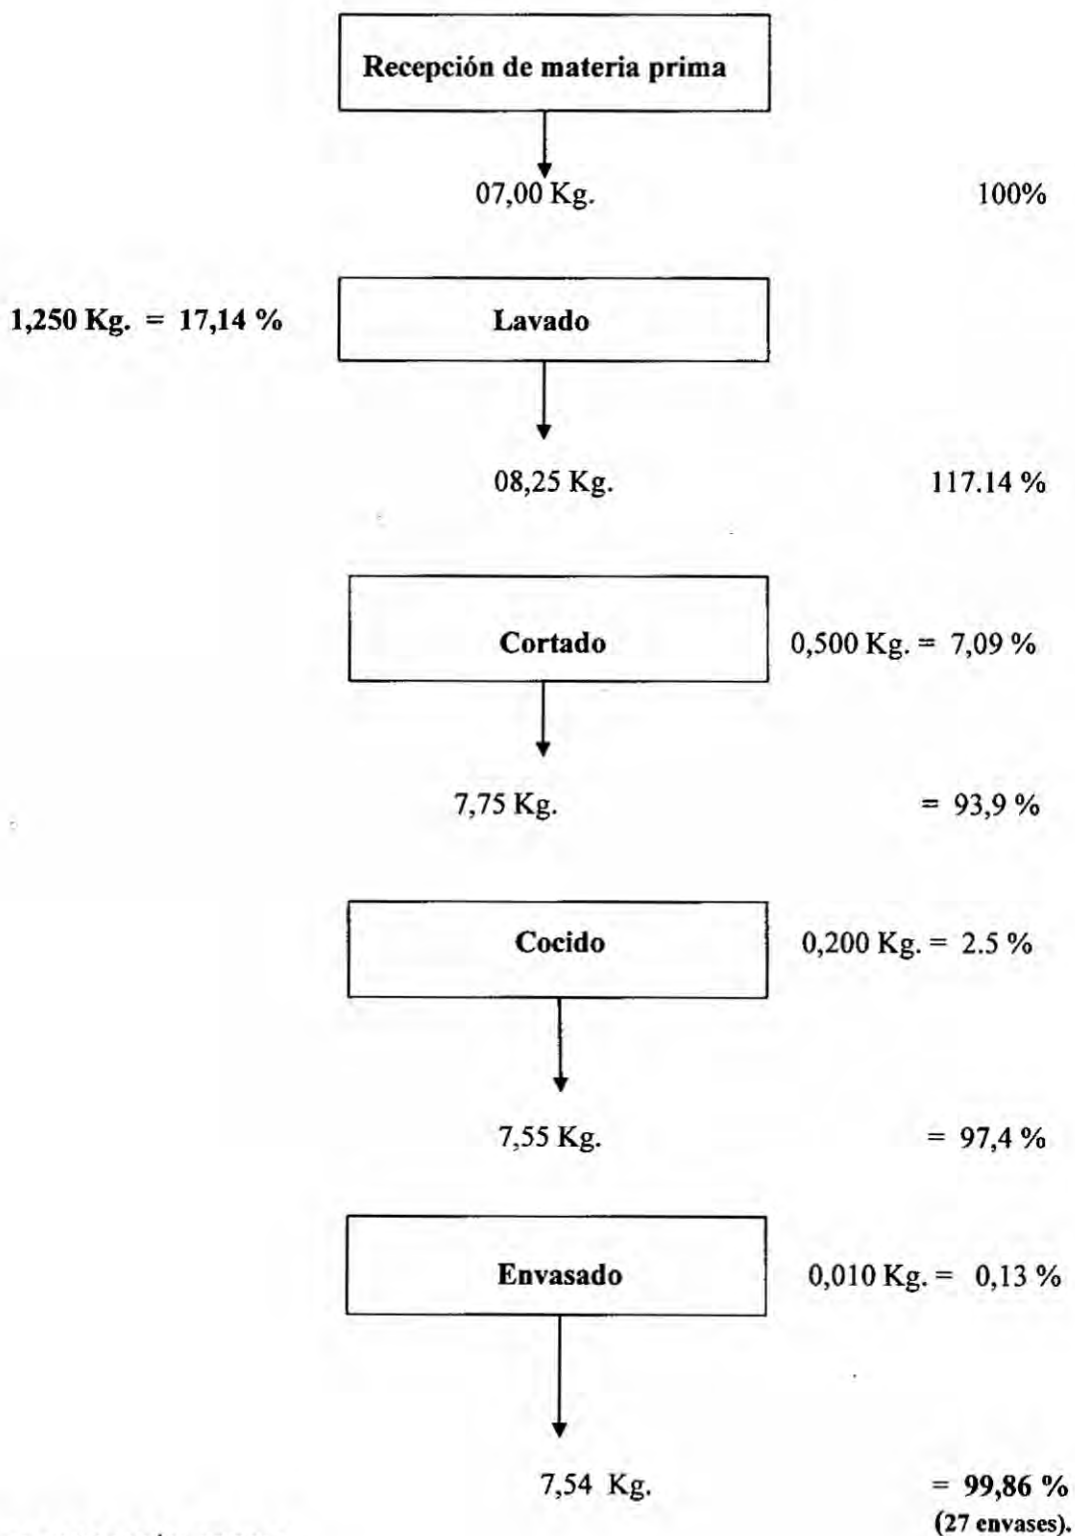 Recepción de materia prima
07,00 Kg. 100%
1,250 Kg. = 17,14 % Lavado
08,25 Kg. 117.14 %
Cortado 0,500 Kg. = 7,09 %
7,75 Kg. = 93,9 %
Cocido 0,200 Kg. = 2.5 %
7,55 Kg. = 97,4 %
Envasado 0,010 Kg. = 0,13 %
7,54 Kg. = 99,86 %
(27 envases).